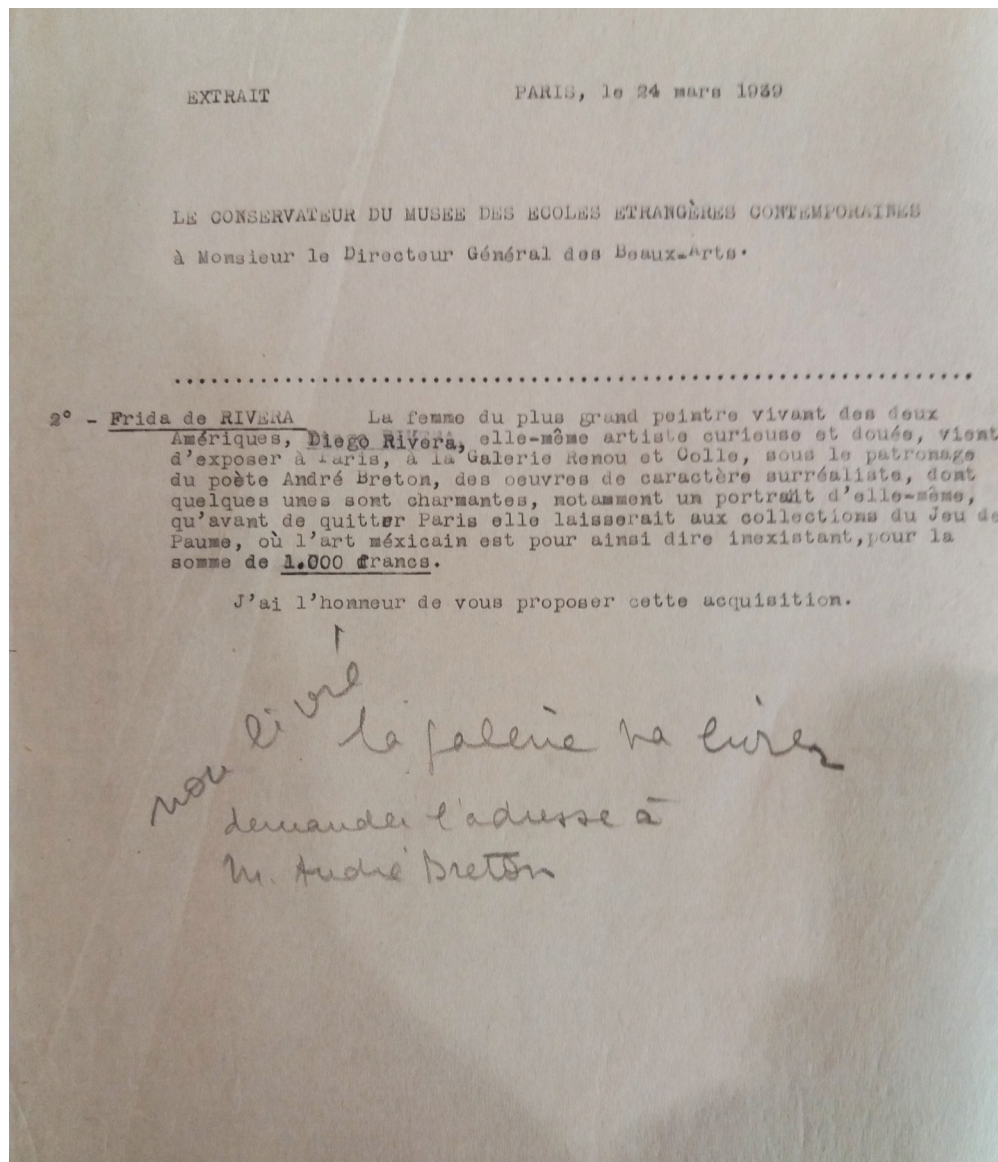 EXTRAIT PARIS, le 24 mars 1939
LE CONSERVATEUR DU MUSEE DES ECOLES ETRANGÈRES CONTEMPORAINES
à Monsieur le Directeur Général des Beaux-Arts.
..................................................................
2° - Frida de RIVERA La femme du plus grand peintre vivant des deux
Amériques, Diego Rivera, elle-même artiste curieuse et douée, vient
d'exposer à Paris, à la Galerie Renou et Colle, sous le patronage
du poète André Breton, des oeuvres de caractère surréaliste, dont
quelques unes sont charmantes, notamment un portrait d'elle-même,
qu'avant de quitter Paris elle laisserait aux collections du Jeu de
Paume, où l'art méxicain est pour ainsi dire inexistant,pour la
somme de 1.000 francs.
J'ai l'honneur de vous proposer cette acquisition.
non livré
la galerie va livrer
demander l'adresse à
M. André Breton